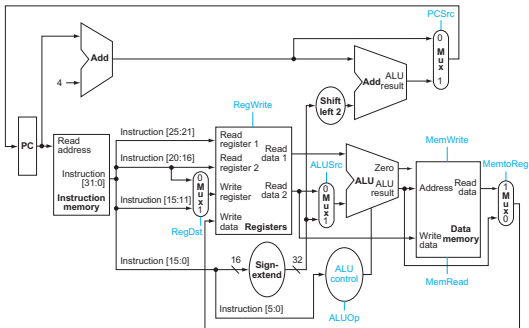 PCSrc
Add
4
Add
ALU
result
0
M
u
x
1
Shift
left 2
PC
Read
address
Instruction
[31:0]
Instruction
memory
Instruction [25:21]
Instruction [20:16]
Instruction [15:11]
0
M
u
x
1
RegDst
RegWrite
Read
register 1
Read
register 2
Write
register
Write
data
Read
data 1
Read
data 2
Registers
ALUSrc
0
M
u
x
1
Zero
ALU
ALU
result
MemWrite
Address
Read
data
Write
data
Data
memory
MemRead
MemtoReg
1
M
u
x
0
Instruction [15:0]
16
Sign-
extend
32
ALU
control
Instruction [5:0]
ALUOp